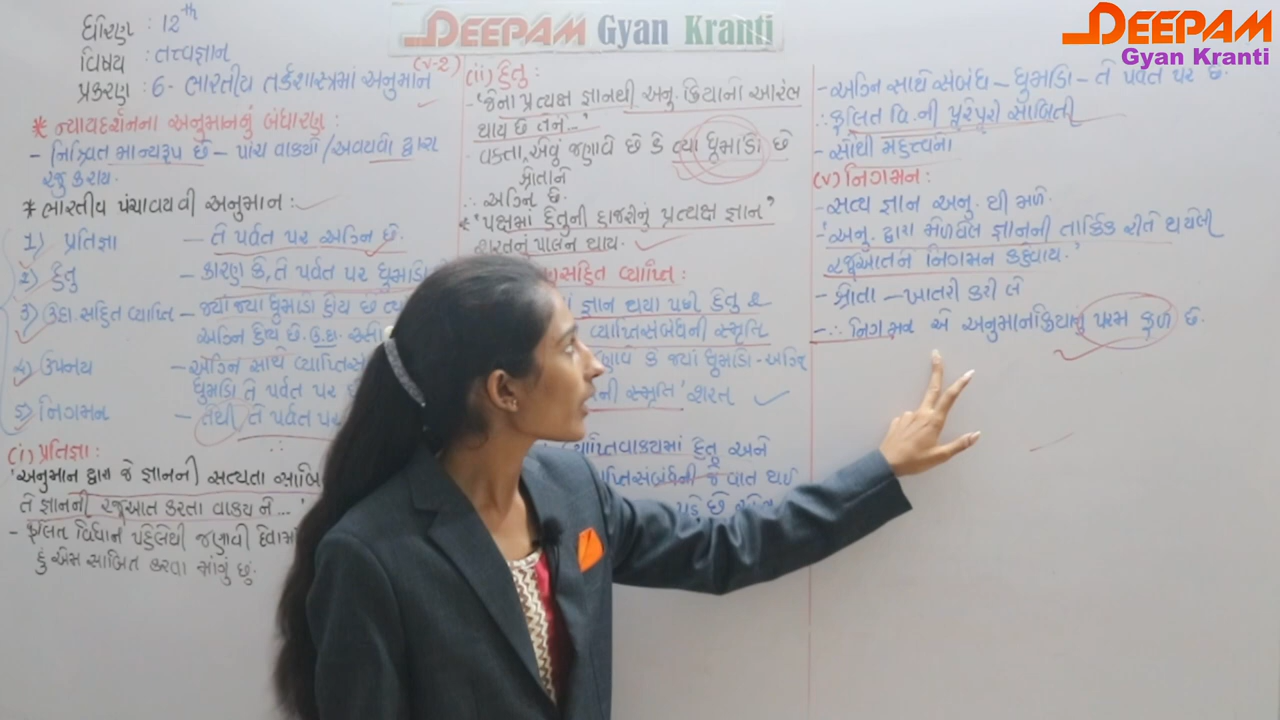 ધોરણ : 12th
વિષય : તત્ત્વજ્ઞાન
પ્રકરણ : 6- ભારતીય તર્કશાસ્ત્રમાં અનુમાન
* ન્યાયદર્શનના અનુમાનનું બંધારણ :
- નિશ્ચિત માન્યરૂપ છે - પાંચ વાક્યો / અવયવો દ્વારા
રજુ કરાય.
* ભારતીય પંચાવયવી અનુમાન :
1) પ્રતિજ્ઞા - તે પર્વત પર અગ્નિ છે.
2) હેતુ - કારણ કે, તે પર્વત પર ધૂમાડો
3) ઉદા. સહિત વ્યાપ્તિ - જ્યાં જ્યાં ધૂમાડો હોય છે ત્યાં
અગ્નિ હોય છે. ઉદા.
૪) ઉપનય - અગ્નિ સાથે વ્યાપ્તિસં
ધૂમાડો તે પર્વત પર
5) નિગમન - તેથી તે પર્વત પર
(i) પ્રતિજ્ઞા :
'અનુમાન દ્વારા જે જ્ઞાનની સત્યતા સાબિ
તે જ્ઞાનની રજૂઆત કરતા વાક્ય ને...'
- ફલિત વિધાન પહેલેથી જણાવી દેવામાં
હું એમ સાબિત કરવા માંગુ છું.
DEEPAM Gyan Kranti
(V-2)
(ii) હેતુ :
- 'જેના પ્રત્યક્ષ જ્ઞાનથી અનુ. ક્રિયાનો આરંભ
થાય છે તેને...'
- વક્તા એવું જણાવે છે કે ત્યાં ધૂમાડો છે
શ્રોતાને
∴ અગ્નિ છે.
* 'પક્ષમાં હેતુની હાજરીનું પ્રત્યક્ષ જ્ઞાન'
શરતનું પાલન થાય.
સહિત વ્યાપ્તિ :
જ્ઞાન થયા પછી હેતુ &
વ્યાપ્તિસંબંધની સ્મૃતિ
કે જ્યાં ધૂમાડો - અગ્નિ
ની સ્મૃતિ' શરત
વ્યાપ્તિવાક્યમાં હેતુ અને
વ્યાપ્તિસંબંધની જ વાત થઈ
- અગ્નિ સાથે સંબંધ - ધૂમાડો - તે પર્વત પર છે.
∴ ફલિત વિ. ની પૂરેપૂરી સાબિતી
- સૌથી મહત્ત્વનો
(v) નિગમન :
- સત્ય જ્ઞાન અનુ. થી મળે.
- 'અનુ. દ્વારા મેળવેલ જ્ઞાનની તાર્કિક રીતે થયેલી
રજૂઆતને નિગમન કહેવાય.'
- શ્રોતા - ખાતરી કરી લે
- ∴ નિગમન એ અનુમાનક્રિયાનું પરમ ફળ છે.
DEEPAM
Gyan Kranti